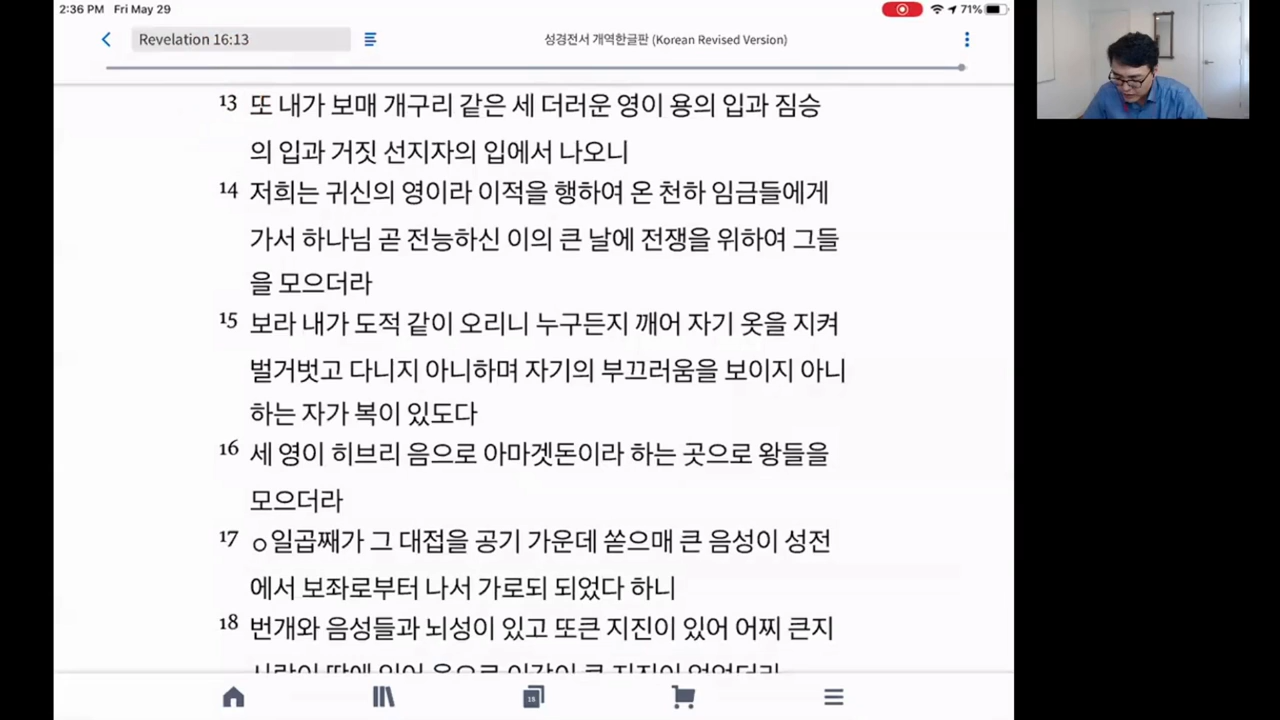 2:36 PM Fri May 29 71%
Revelation 16:13 성경전서 개역한글판 (Korean Revised Version)
13 또 내가 보매 개구리 같은 세 더러운 영이 용의 입과 짐승
의 입과 거짓 선지자의 입에서 나오니
14 저희는 귀신의 영이라 이적을 행하여 온 천하 임금들에게
가서 하나님 곧 전능하신 이의 큰 날에 전쟁을 위하여 그들
을 모으더라
15 보라 내가 도적 같이 오리니 누구든지 깨어 자기 옷을 지켜
벌거벗고 다니지 아니하며 자기의 부끄러움을 보이지 아니
하는 자가 복이 있도다
16 세 영이 히브리 음으로 아마겟돈이라 하는 곳으로 왕들을
모으더라
17 ○일곱째가 그 대접을 공기 가운데 쏟으매 큰 음성이 성전
에서 보좌로부터 나서 가로되 되었다 하니
18 번개와 음성들과 뇌성이 있고 또큰 지진이 있어 어찌 큰지
15